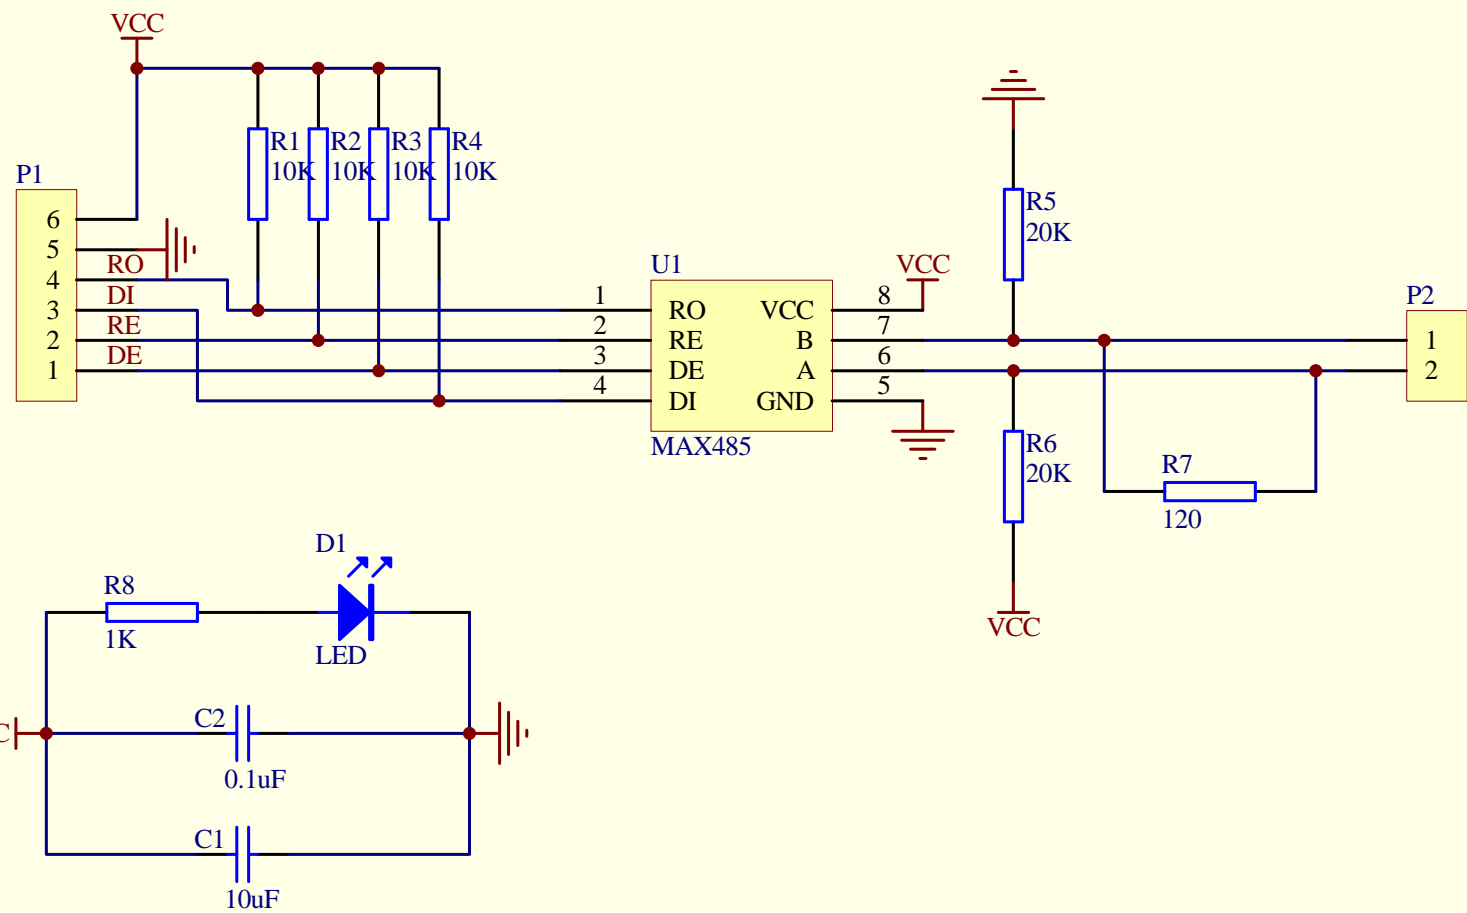 VCC
R1 R2 R3 R4
10K 10K 10K 10K
P1
6
5
4
3
2
1
RO
DI
RE
DE
U1
1
2
3
4
RO
RE
DE
DI
VCC
B
A
GND
8
7
6
5
MAX485
VCC
R5
20K
R6
20K
VCC
R7
120
P2
1
2
D1
LED
R8
1K
C2
0.1uF
C1
10uF